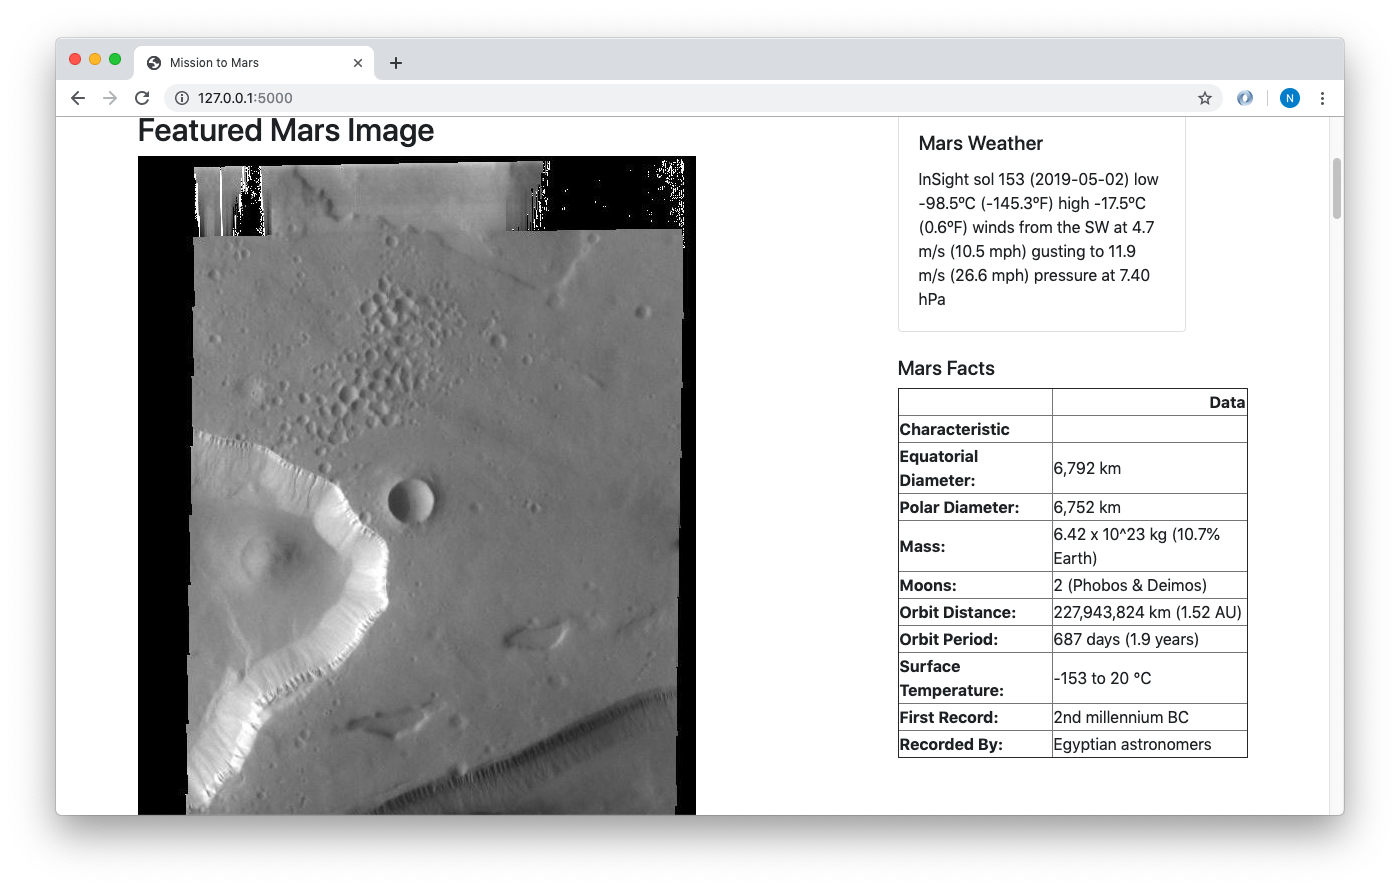 Mission to Mars
127.0.0.1:5000
N
Featured Mars Image
Mars Weather
InSight sol 153 (2019-05-02) low
-98.5ºC (-145.3ºF) high -17.5ºC
(0.6ºF) winds from the SW at 4.7
m/s (10.5 mph) gusting to 11.9
m/s (26.6 mph) pressure at 7.40
hPa
Mars Facts
Data
Characteristic
Equatorial
Diameter:
6,792 km
Polar Diameter:
6,752 km
Mass:
6.42 x 10^23 kg (10.7%
Earth)
Moons:
2 (Phobos & Deimos)
Orbit Distance:
227,943,824 km (1.52 AU)
Orbit Period:
687 days (1.9 years)
Surface
Temperature:
-153 to 20 °C
First Record:
2nd millennium BC
Recorded By:
Egyptian astronomers